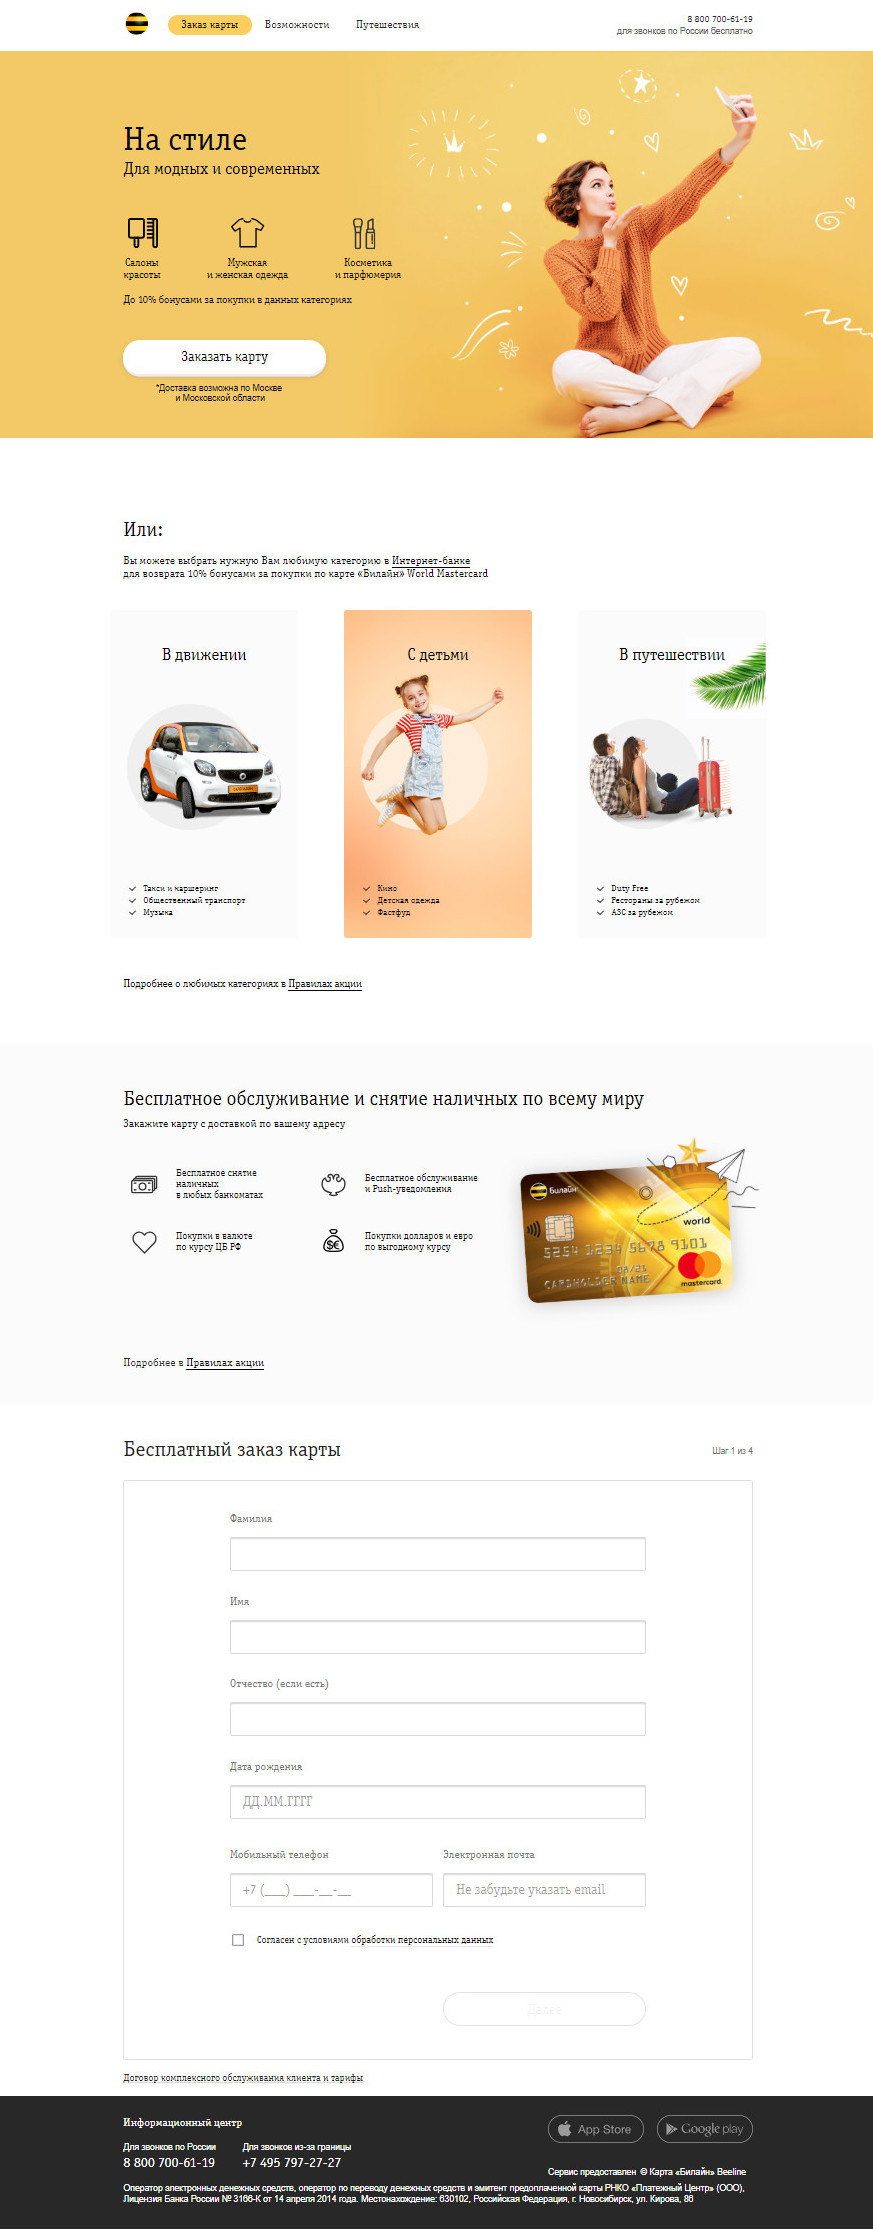 Заказ карты
Возможности
Путешествия
8 800 700-61-19
для звонков по России бесплатно
На стиле
Для модных и современных
Салоны
красоты
Мужская
и женская одежда
Косметика
и парфюмерия
До 10% бонусами за покупки в данных категориях
Заказать карту
*Доставка возможна по Москве
и Московской области
Или:
Вы можете выбрать нужную Вам любимую категорию в Интернет-банке
для возврата 10% бонусами за покупки по карте «Билайн» World Mastercard
В движении
Такси и каршеринг
Общественный транспорт
Музыка
С детьми
Кино
Детская одежда
Фастфуд
В путешествии
Duty Free
Рестораны за рубежом
АЗС за рубежом
Подробнее о любимых категориях в Правилах акции
Бесплатное обслуживание и снятие наличных по всему миру
Закажите карту с доставкой по вашему адресу
Бесплатное снятие
наличных
в любых банкоматах
Бесплатное обслуживание
и Push-уведомления
Покупки в валюте
по курсу ЦБ РФ
Покупки долларов и евро
по выгодному курсу
Билайн
world
5254 1234 5678 9101
08/21
CARDHOLDER NAME
mastercard.
Подробнее в Правилах акции
Бесплатный заказ карты
Шаг 1 из 4
Фамилия
Имя
Отчество (если есть)
Дата рождения
ДД.ММ.ГГГГ
Мобильный телефон
Электронная почта
+7 (___) ___-__-__
Не забудьте указать email
Согласен с условиями обработки персональных данных
Далее
Договор комплексного обслуживания клиента и тарифы
Информационный центр
App Store
Google play
Для звонков по России
8 800 700-61-19
Для звонков из-за границы
+7 495 797-27-27
Сервис предоставлен © Карта «Билайн» Beeline
Оператор электронных денежных средств, оператор по переводу денежных средств и эмитент предоплаченной карты РНКО «Платежный Центр» (ООО),
Лицензия Банка России № 3166-К от 14 апреля 2014 года. Местонахождение: 630102, Российская Федерация, г. Новосибирск, ул. Кирова, 86